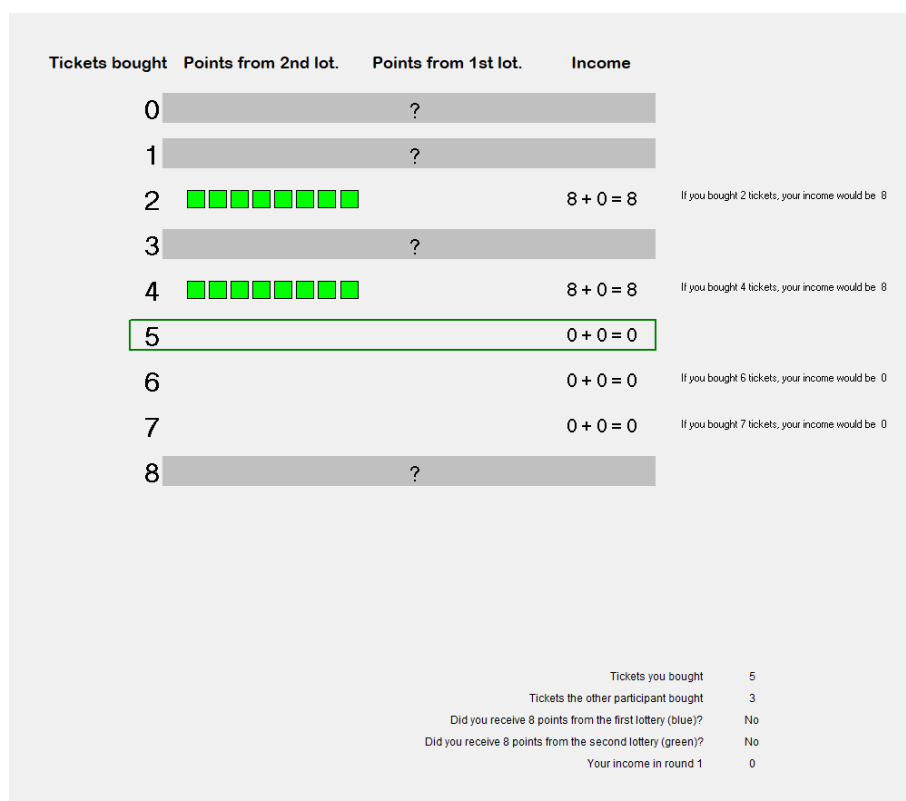 Tickets bought Points from 2nd lot. Points from 1st lot. Income
0 ?
1 ?
2 8 + 0 = 8 If you bought 2 tickets, your income would be 8
3 ?
4 8 + 0 = 8 If you bought 4 tickets, your income would be 8
5 0 + 0 = 0
6 0 + 0 = 0 If you bought 6 tickets, your income would be 0
7 0 + 0 = 0 If you bought 7 tickets, your income would be 0
8 ?
Tickets you bought 5
Tickets the other participant bought 3
Did you receive 8 points from the first lottery (blue)? No
Did you receive 8 points from the second lottery (green)? No
Your income in round 1 0